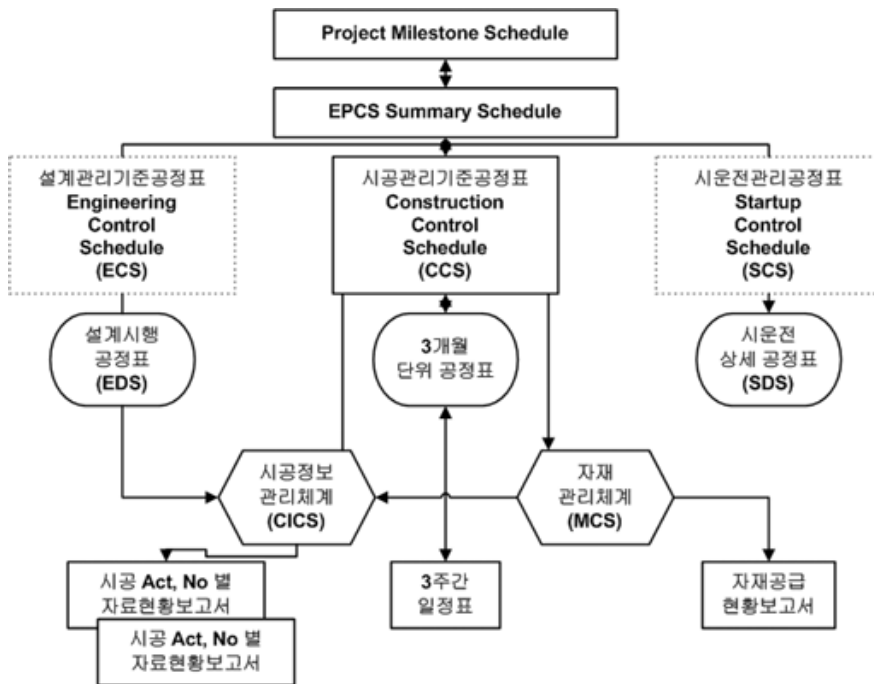 Project Milestone Schedule
EPCS Summary Schedule
설계관리기준공정표
Engineering
Control
Schedule
(ECS)
시공관리기준공정표
Construction
Control
Schedule
(CCS)
시운전관리공정표
Startup
Control
Schedule
(SCS)
설계시행
공정표
(EDS)
3개월
단위 공정표
시운전
상세 공정표
(SDS)
시공정보
관리체계
(CICS)
자재
관리체계
(MCS)
시공 Act, No 별
자료현황보고서
시공 Act, No 별
자료현황보고서
3주간
일정표
자재공급
현황보고서